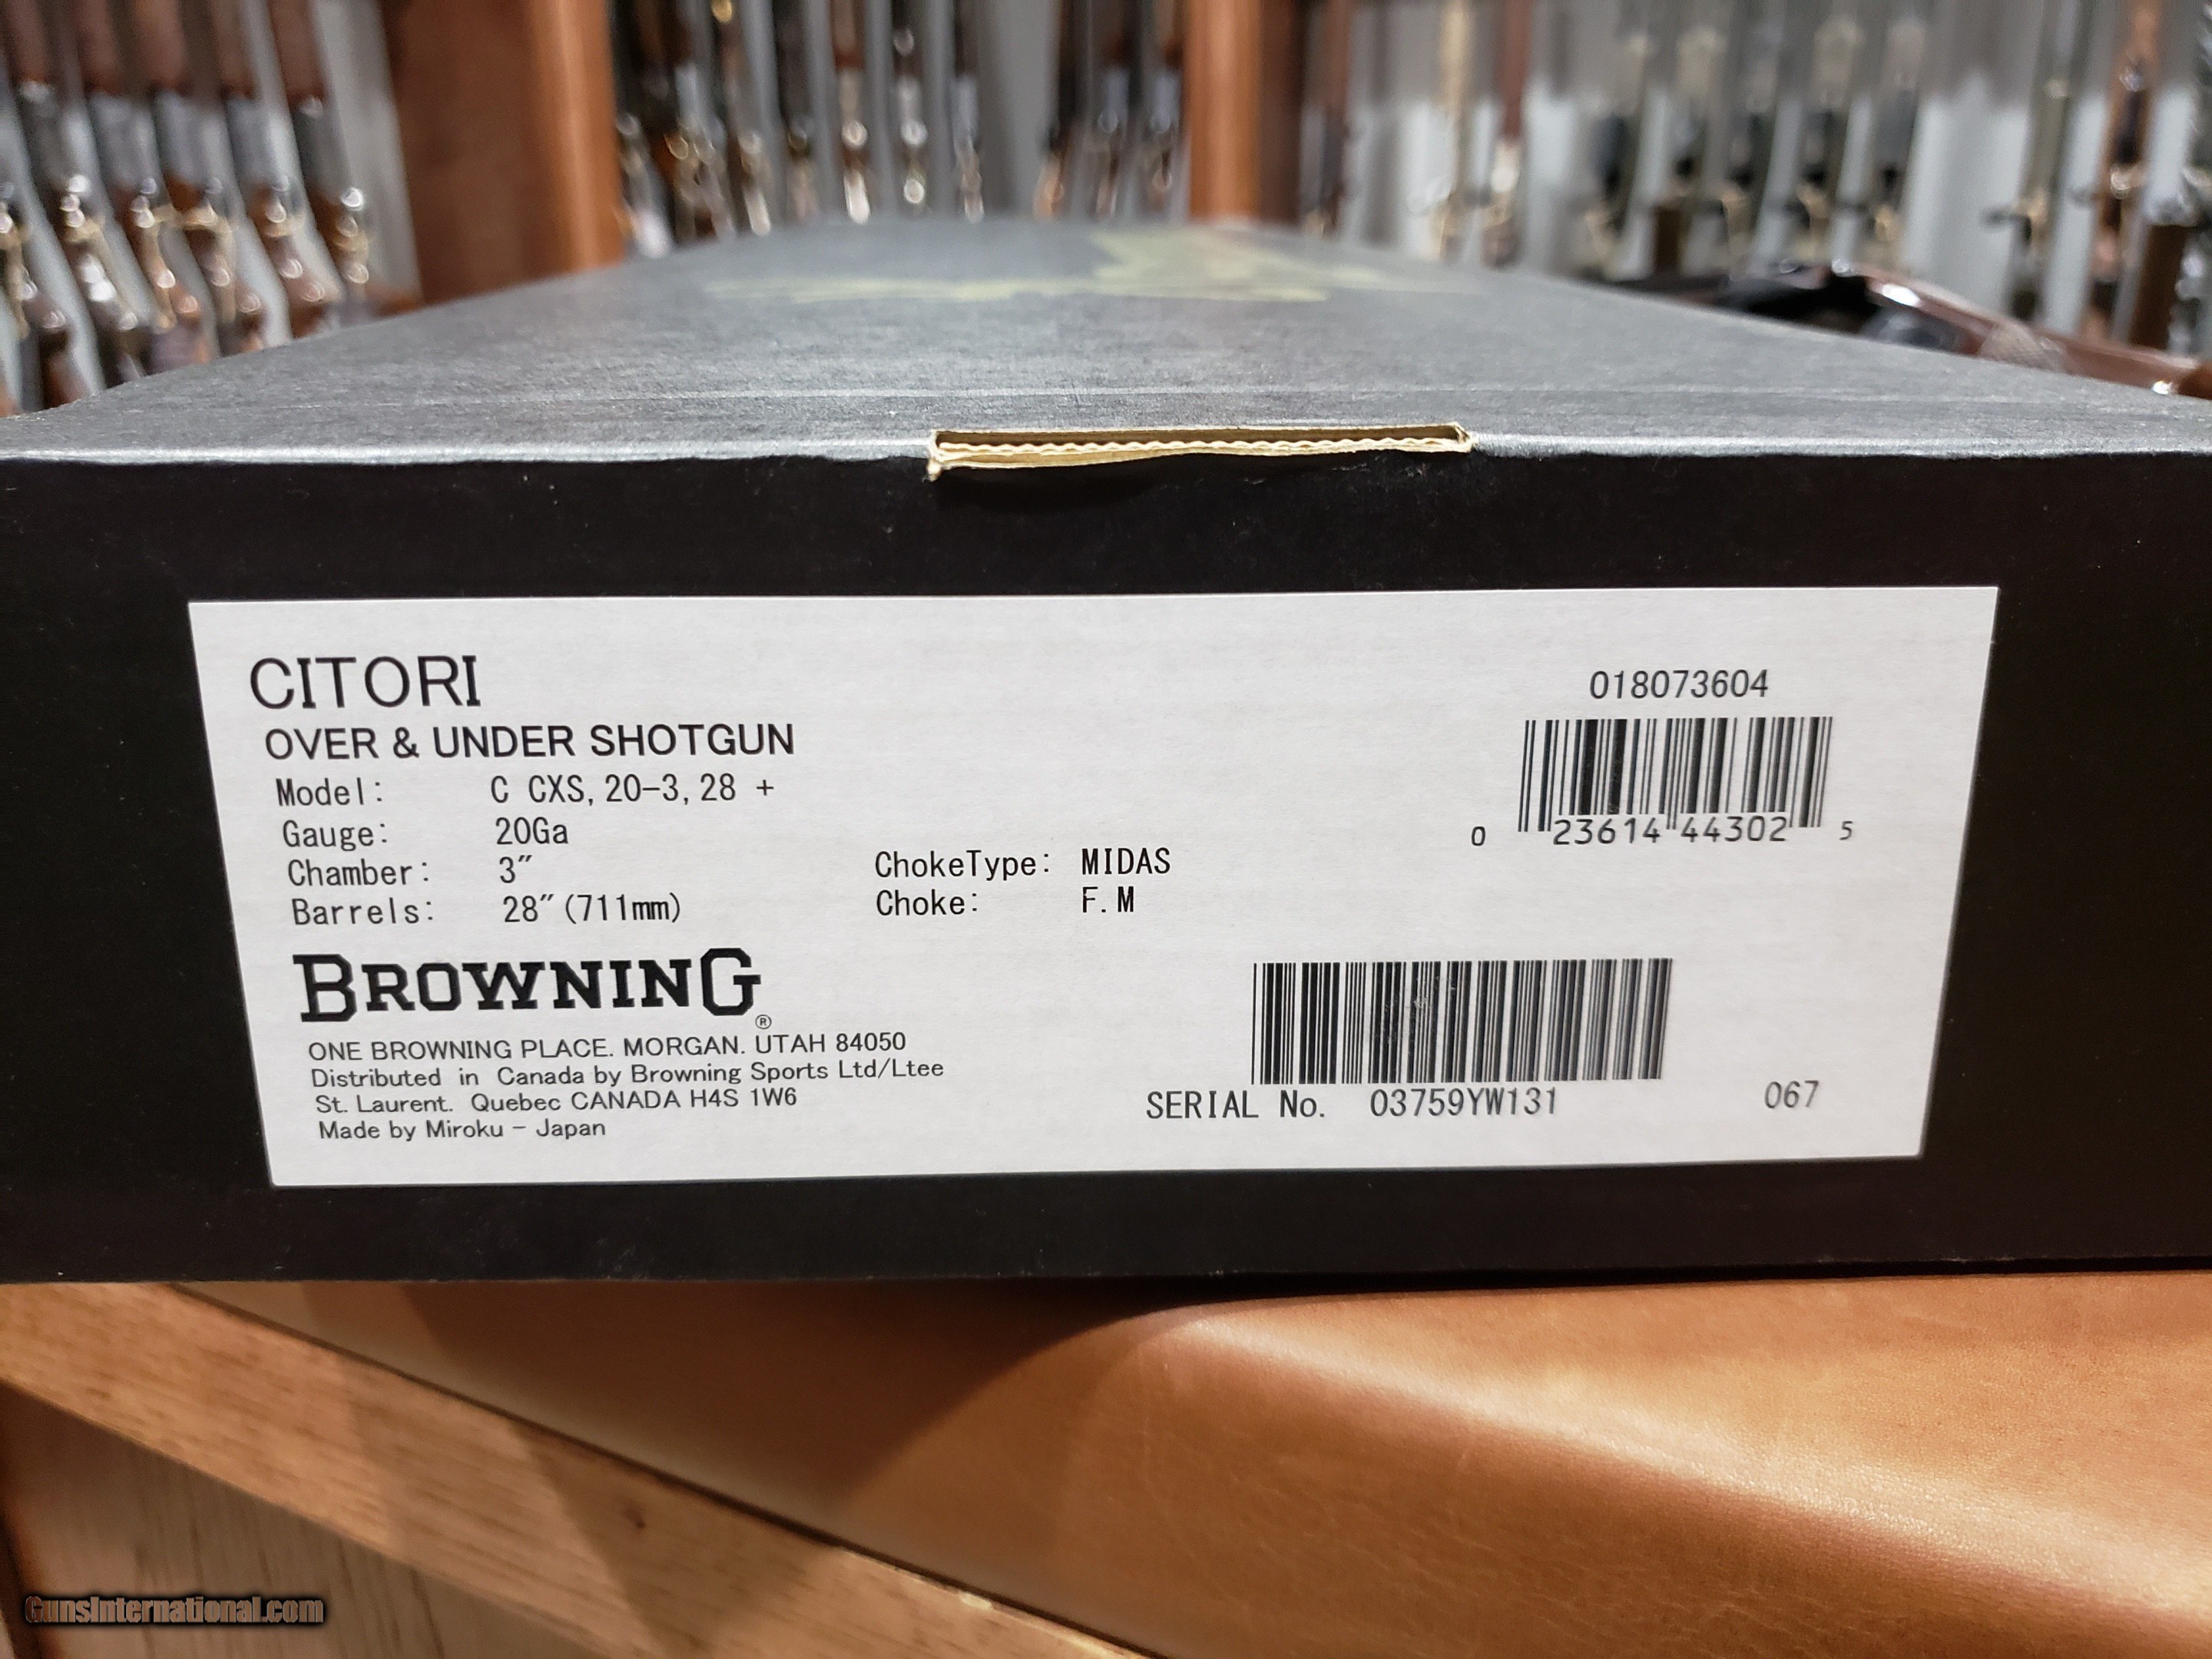 CITORI
OVER & UNDER SHOTGUN
Model: C CXS, 20-3, 28 +
Gauge: 20Ga
Chamber: 3″
Barrels: 28″(711mm)
ChokeType: MIDAS
Choke: F.M
018073604
0 23614 44302 5
BROWNING®
ONE BROWNING PLACE. MORGAN. UTAH 84050
Distributed in Canada by Browning Sports Ltd/Ltee
St. Laurent. Quebec CANADA H4S 1W6
Made by Miroku - Japan
SERIAL No. 03759YW131
067
GunsInternational.com